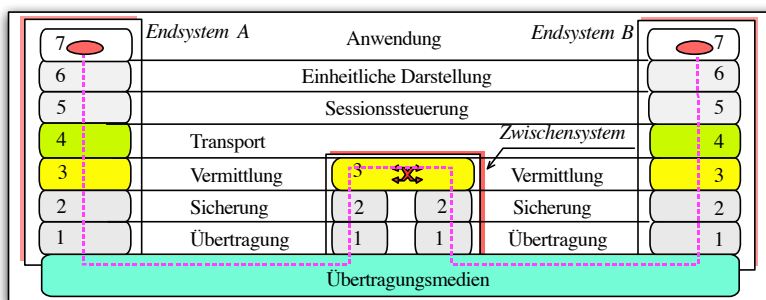 Endsystem A Endsystem B
7 Anwendung 7
6 Einheitliche Darstellung 6
5 Sessionssteuerung 5
Zwischensystem
4 Transport 4
3 Vermittlung 3 Vermittlung 3
2 Sicherung 2 2 Sicherung 2
1 Übertragung 1 1 Übertragung 1
Übertragungsmedien